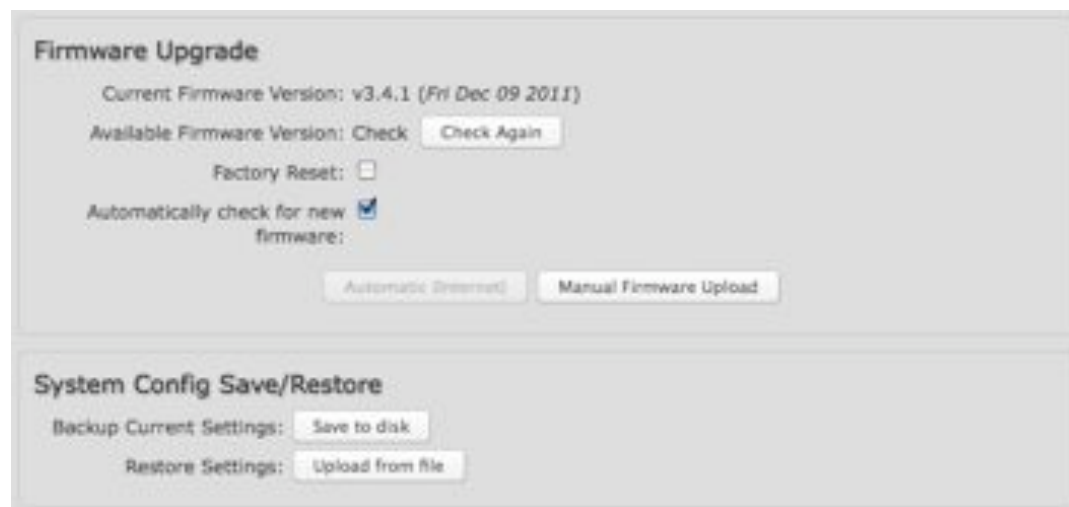 Firmware Upgrade
Current Firmware Version: v3.4.1 (Fri Dec 09 2011)
Available Firmware Version: Check Check Again
Factory Reset:
Automatically check for new
firmware:
Automatic (Internet) Manual Firmware Upload
System Config Save/Restore
Backup Current Settings: Save to disk
Restore Settings: Upload from file